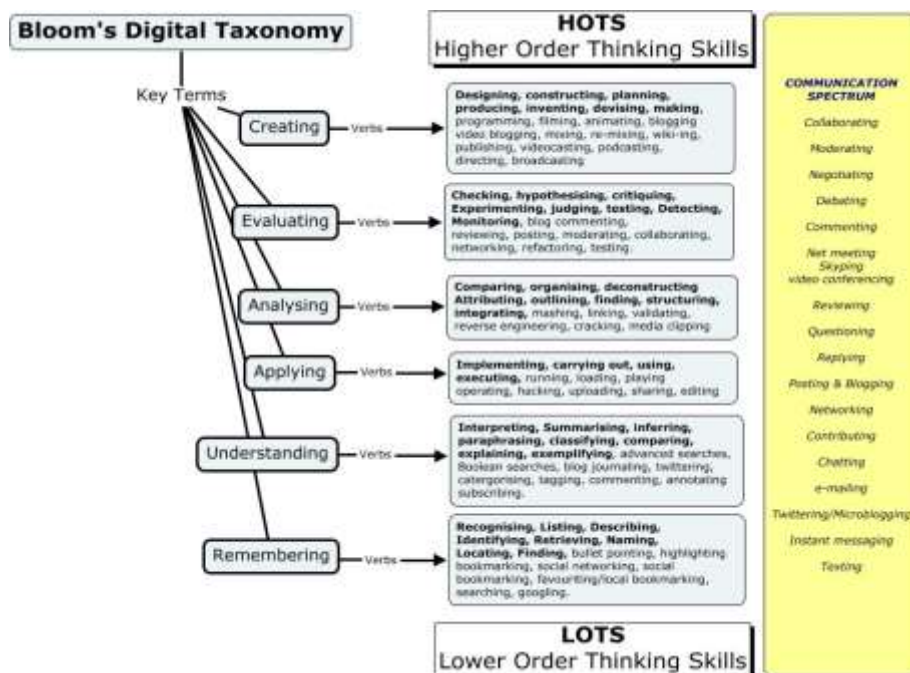 Bloom's Digital Taxonomy
HOTS
Higher Order Thinking Skills
Key Terms
Creating
Verbs
Designing, constructing, planning,
producing, inventing, devising, making,
programming, filming, animating, blogging
video blogging, mixing, re-mixing, wiki-ing,
publishing, videocasting, podcasting,
directing, broadcasting
Evaluating
Verbs
Checking, hypothesising, critiquing,
Experimenting, judging, testing, Detecting,
Monitoring, blog commenting,
reviewing, posting, moderating, collaborating,
networking, refactoring, testing.
Analysing
Verbs
Comparing, organising, deconstructing
Attributing, outlining, finding, structuring,
integrating, mashing, linking, validating,
reverse engineering, cracking, media clipping
Applying
Verbs
Implementing, carrying out, using,
executing, running, loading, playing
operating, hacking, uploading, sharing, editing
Understanding
Verbs
Interpreting, Summarising, inferring,
paraphrasing, classifying, comparing,
explaining, exemplifying, advanced searches,
Boolean searches, blog journaling, twittering,
catergorising, tagging, commenting, annotating
subscribing.
Remembering
Verbs
Recognising, Listing, Describing,
Identifying, Retrieving, Naming,
Locating, Finding, bullet pointing, highlighting
bookmarking, social networking, social
bookmarking, favouriting/local bookmarking,
searching, googling.
LOTS
Lower Order Thinking Skills
COMMUNICATION
SPECTRUM
Collaborating
Moderating
Negotiating
Debating
Commenting
Net meeting
Skyping
video conferencing
Reviewing
Questioning
Replying
Posting & Blogging
Networking
Contributing
Chatting
e-mailing
Twittering/Microblogging
Instant messaging
Texting